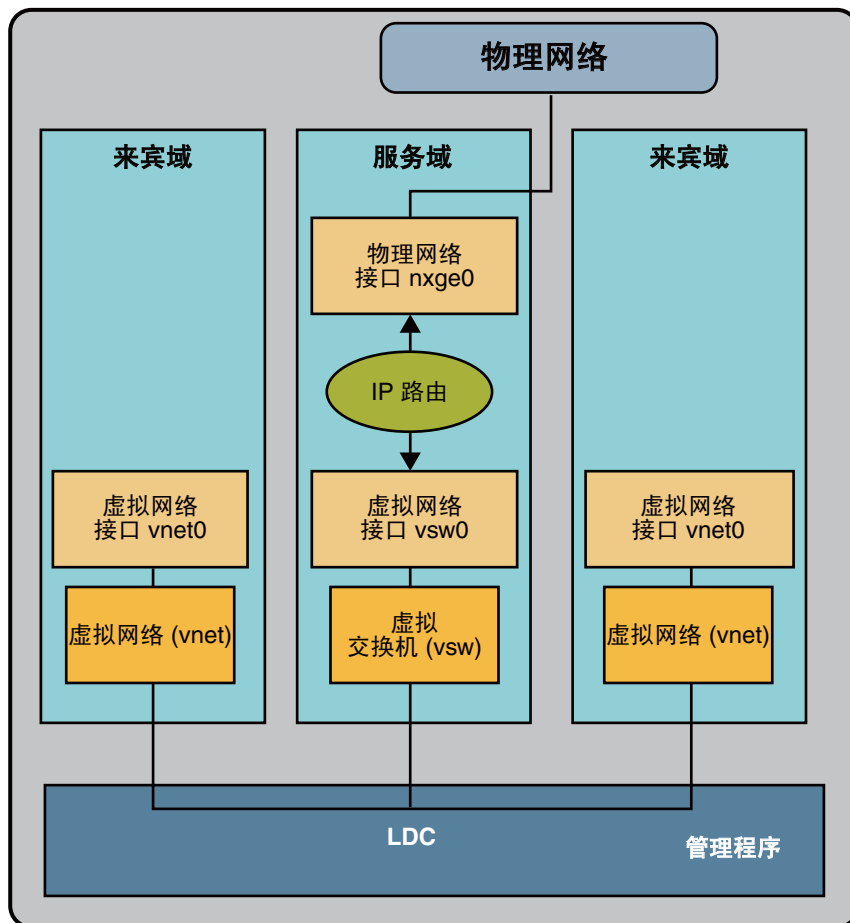 物理网络
来宾域
服务域
来宾域
物理网络
接口 nxge0
IP 路由
虚拟网络
接口 vnet0
虚拟网络
接口 vsw0
虚拟网络
接口 vnet0
虚拟网络 (vnet)
虚拟
交换机 (vsw)
虚拟网络 (vnet)
LDC
管理程序